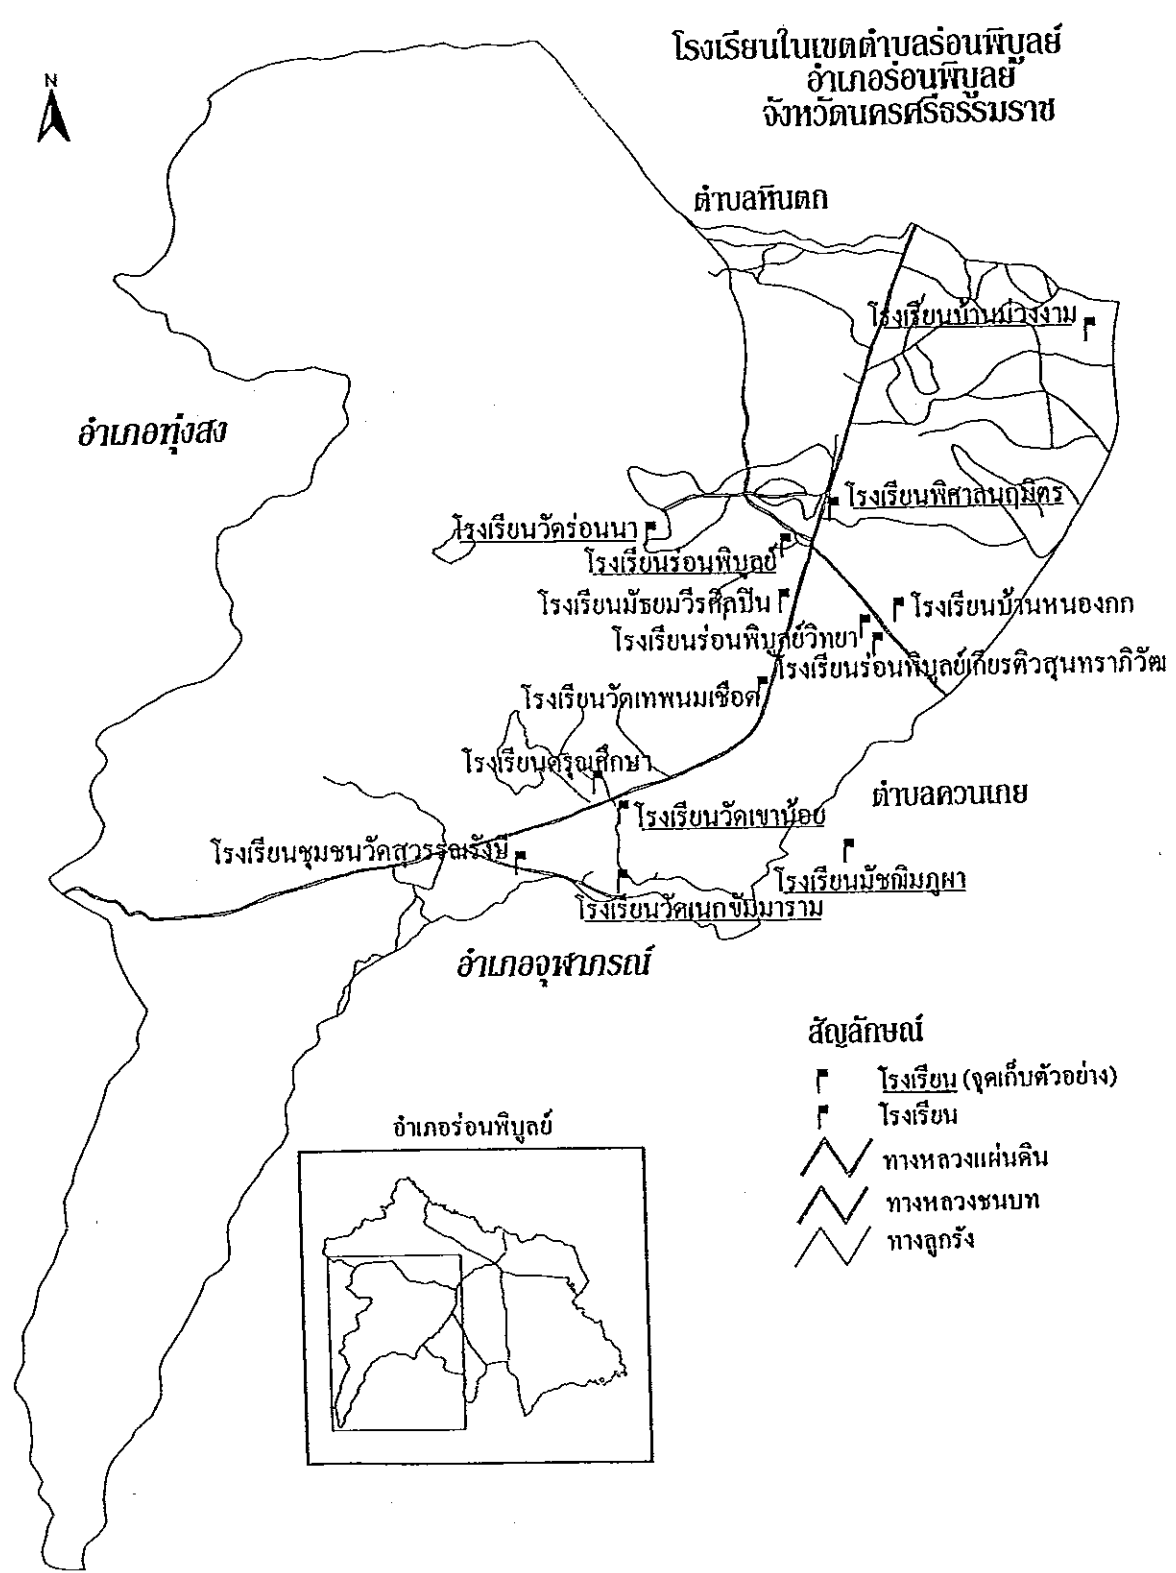 โรงเรียนในเขตตำบลร่อนพิบูลย์
อำเภอร่อนพิบูลย์
จังหวัดนครศรีธรรมราช
N
ตำบลหินตก
โรงเรียนบ้านม่วงงาม
อำเภอทุ่งสง
โรงเรียนพิศาลนฤมิตร
โรงเรียนวัดร่อนนา
โรงเรียนร่อนพิบูลย์
โรงเรียนมัธยมวีรศิลปิน
โรงเรียนบ้านหนองกก
โรงเรียนร่อนพิบูลย์วิทยา
โรงเรียนร่อนพิบูลย์เกียรติวสุนทราภิวัฒ
โรงเรียนวัดเทพนมเชือด
โรงเรียนดรุณศึกษา
ตำบลควนเกย
โรงเรียนวัดเขาน้อย
โรงเรียนชุมชนวัดสุวรรณรังษี
โรงเรียนมัชฌิมภูผา
โรงเรียนวัดเนกขัมมาราม
อำเภอจุฬาภรณ์
สัญลักษณ์
โรงเรียน (จุดเก็บตัวอย่าง)
โรงเรียน
ทางหลวงแผ่นดิน
ทางหลวงชนบท
ทางลูกรัง
อำเภอร่อนพิบูลย์